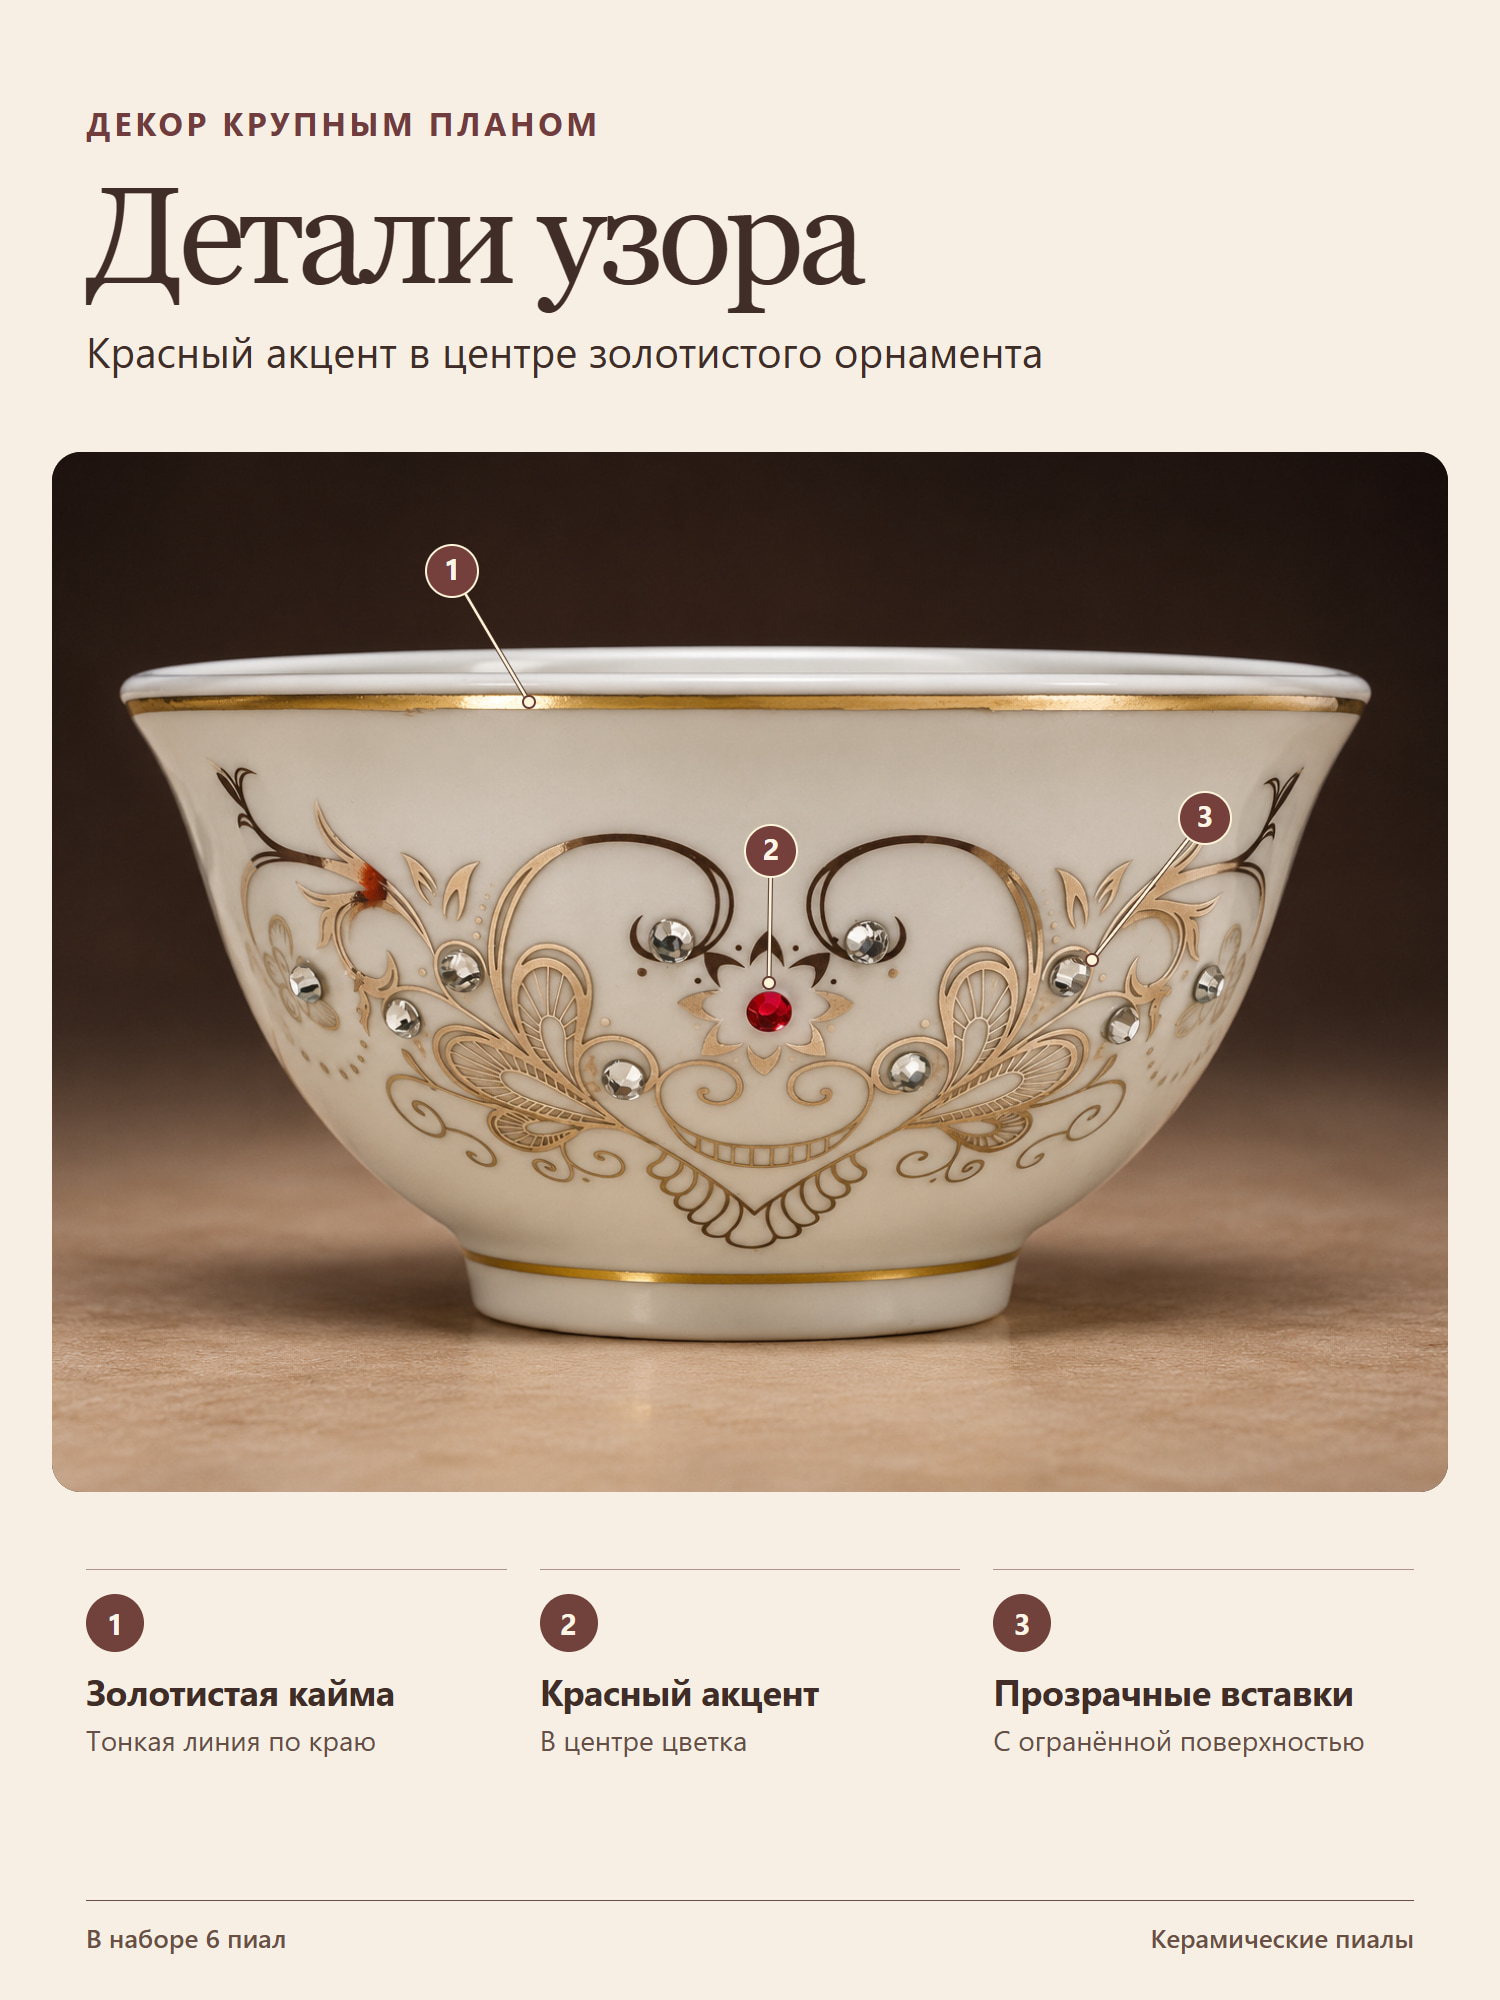 ДЕКОР КРУПНЫМ ПЛАНОМ
Детали узора
Красный акцент в центре золотистого орнамента
1
2
3
1
2
3
Золотистая кайма
Красный акцент
Прозрачные вставки
Тонкая линия по краю
В центре цветка
С огранённой поверхностью
В наборе 6 пиал
Керамические пиалы